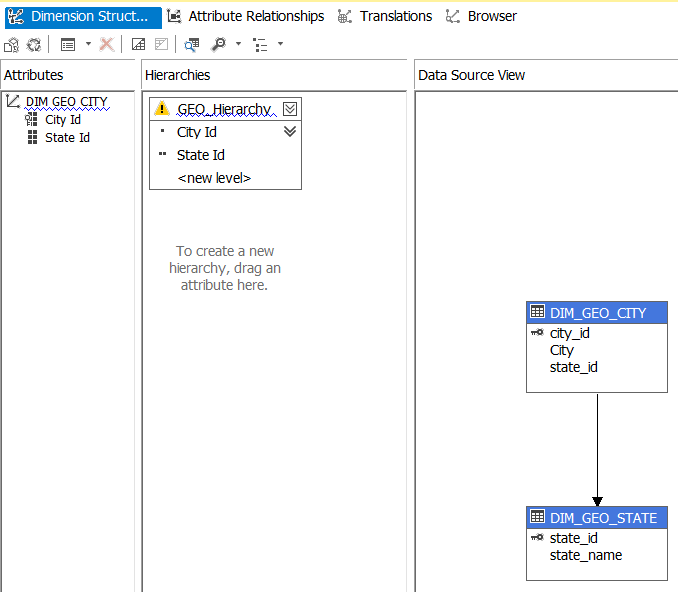 Dimension Struct... Attribute Relationships Translations Browser
Attributes
DIM GEO CITY
City Id
State Id
Hierarchies
GEO_Hierarchy
City Id
State Id
<new level>
To create a new
hierarchy, drag an
attribute here.
Data Source View
DIM_GEO_CITY
city_id
City
state_id
DIM_GEO_STATE
state_id
state_name